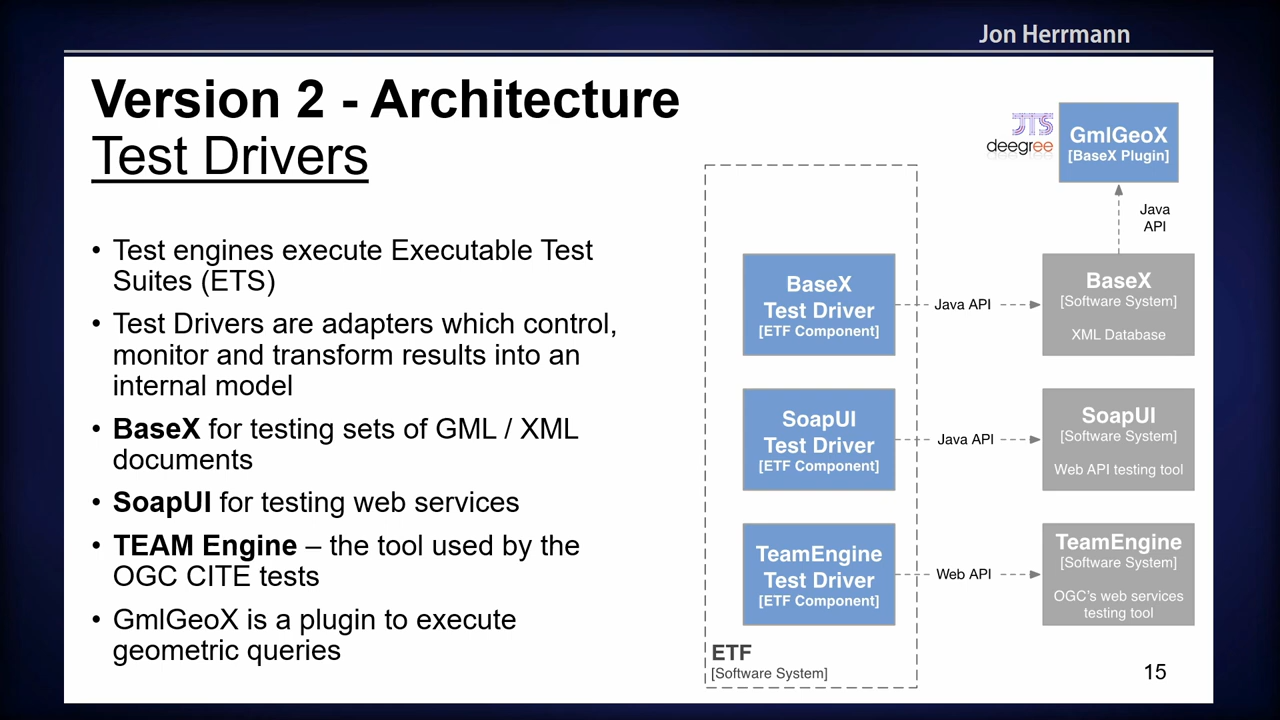 Jon Herrmann
Version 2 - Architecture
Test Drivers
• Test engines execute Executable Test
Suites (ETS)
• Test Drivers are adapters which control,
monitor and transform results into an
internal model
• BaseX for testing sets of GML / XML
documents
• SoapUI for testing web services
• TEAM Engine – the tool used by the
OGC CITE tests
• GmlGeoX is a plugin to execute
geometric queries
JTS
deegree
GmlGeoX
[BaseX Plugin]
Java
API
BaseX
Test Driver
[ETF Component]
Java API
BaseX
[Software System]
XML Database
SoapUI
Test Driver
[ETF Component]
Java API
SoapUI
[Software System]
Web API testing tool
TeamEngine
Test Driver
[ETF Component]
Web API
TeamEngine
[Software System]
OGC's web services
testing tool
ETF
[Software System]
15